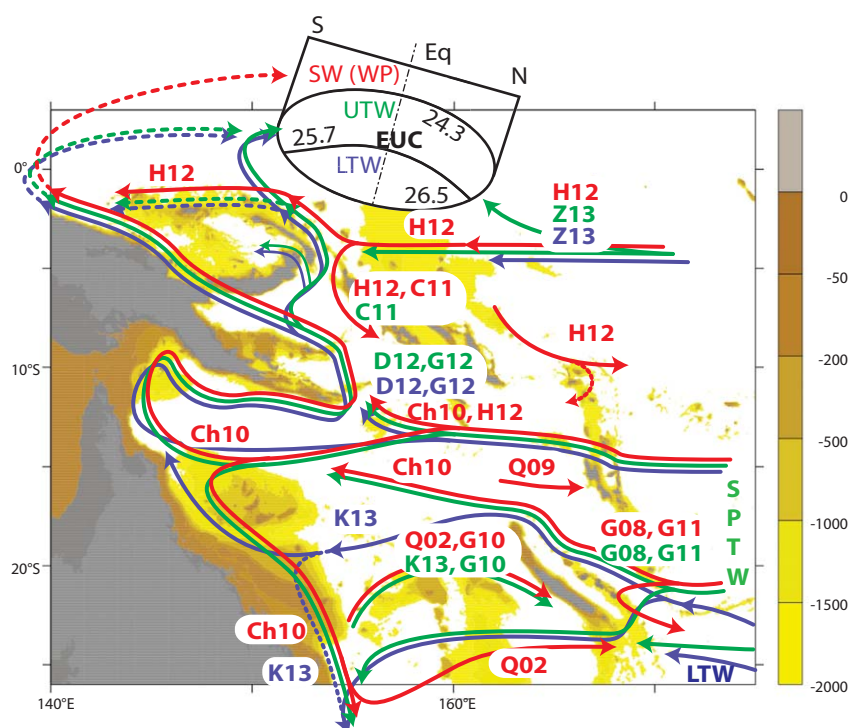 S
Eq
N
SW (WP)
UTW
24.3
25.7
EUC
LTW
26.5
0°
H12
H12
H12
Z13
Z13
H12, C11
C11
H12
10°S
D12,G12
D12,G12
Ch10, H12
Ch10
Ch10
Q09
S
P
T
W
K13
Q02,G10
K13, G10
G08, G11
G08, G11
20°S
Ch10
K13
Q02
LTW
140°E
160°E
0
-50
-200
-500
-1000
-1500
-2000